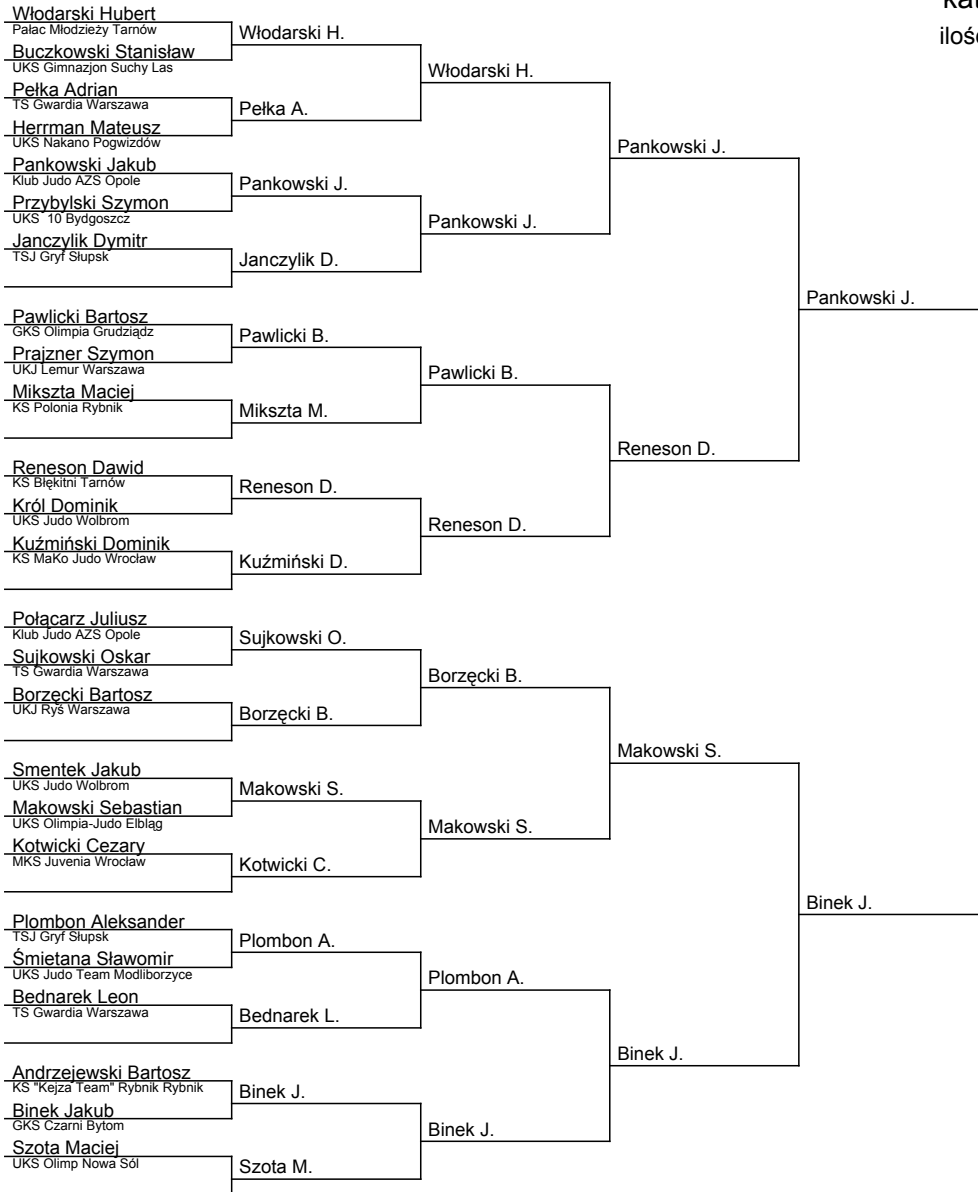 Włodarski Hubert
Pałac Młodzieży Tarnów
Buczkowski Stanisław
UKS Gimnazjon Suchy Las
Pełka Adrian
TS Gwardia Warszawa
Herrman Mateusz
UKS Nakano Pogwizdów
Pankowski Jakub
Klub Judo AZS Opole
Przybylski Szymon
UKS 10 Bydgoszcz
Janczylik Dymitr
TSJ Gryf Słupsk
Pawlicki Bartosz
GKS Olimpia Grudziądz
Prajzner Szymon
UKJ Lemur Warszawa
Mikszta Maciej
KS Polonia Rybnik
Reneson Dawid
KS Błękitni Tarnów
Król Dominik
UKS Judo Wolbrom
Kuźmiński Dominik
KS MaKo Judo Wrocław
Połącarz Juliusz
Klub Judo AZS Opole
Sujkowski Oskar
TS Gwardia Warszawa
Borzęcki Bartosz
UKJ Ryś Warszawa
Smentek Jakub
UKS Judo Wolbrom
Makowski Sebastian
UKS Olimpia-Judo Elbląg
Kotwicki Cezary
MKS Juvenia Wrocław
Plombon Aleksander
TSJ Gryf Słupsk
Śmietana Sławomir
UKS Judo Team Modliborzyce
Bednarek Leon
TS Gwardia Warszawa
Andrzejewski Bartosz
KS "Kejza Team" Rybnik Rybnik
Binek Jakub
GKS Czarni Bytom
Szota Maciej
UKS Olimp Nowa Sól
Włodarski H.
Pełka A.
Pankowski J.
Janczylik D.
Pawlicki B.
Mikszta M.
Reneson D.
Kuźmiński D.
Sujkowski O.
Borzęcki B.
Makowski S.
Kotwicki C.
Plombon A.
Bednarek L.
Binek J.
Szota M.
Włodarski H.
Pankowski J.
Pawlicki B.
Reneson D.
Borzęcki B.
Makowski S.
Plombon A.
Binek J.
Pankowski J.
Reneson D.
Makowski S.
Binek J.
Pankowski J.
Binek J.